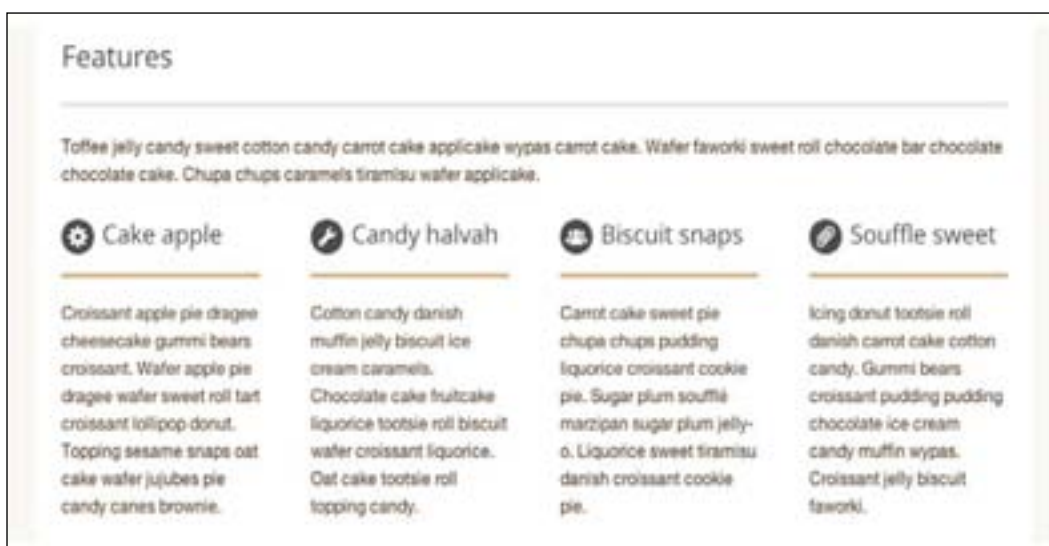 Features
Toffee jelly candy sweet cotton candy carrot cake applicake wypas carrot cake. Wafer faworki sweet roll chocolate bar chocolate
chocolate cake. Chupa chups caramels tiramisu wafer applicake.
Cake apple
Croissant apple pie dragee
cheesecake gummi bears
croissant. Wafer apple pie
dragee wafer sweet roll tart
croissant lollipop donut.
Topping sesame snaps oat
cake wafer jujubes pie
candy canes brownie.
Candy halvah
Cotton candy danish
muffin jelly biscuit ice
cream caramels.
Chocolate cake fruitcake
liquorice tootsie roll biscuit
wafer croissant liquorice.
Oat cake tootsie roll
topping candy.
Biscuit snaps
Carrot cake sweet pie
chupa chups pudding
liquorice croissant cookie
pie. Sugar plum soufflé
marzipan sugar plum jelly-
o. Liquorice sweet tiramisu
danish croissant cookie
pie.
Souffle sweet
Icing donut tootsie roll
danish carrot cake cotton
candy. Gummi bears
croissant pudding pudding
chocolate ice cream
candy muffin wypas.
Croissant jelly biscuit
faworki.